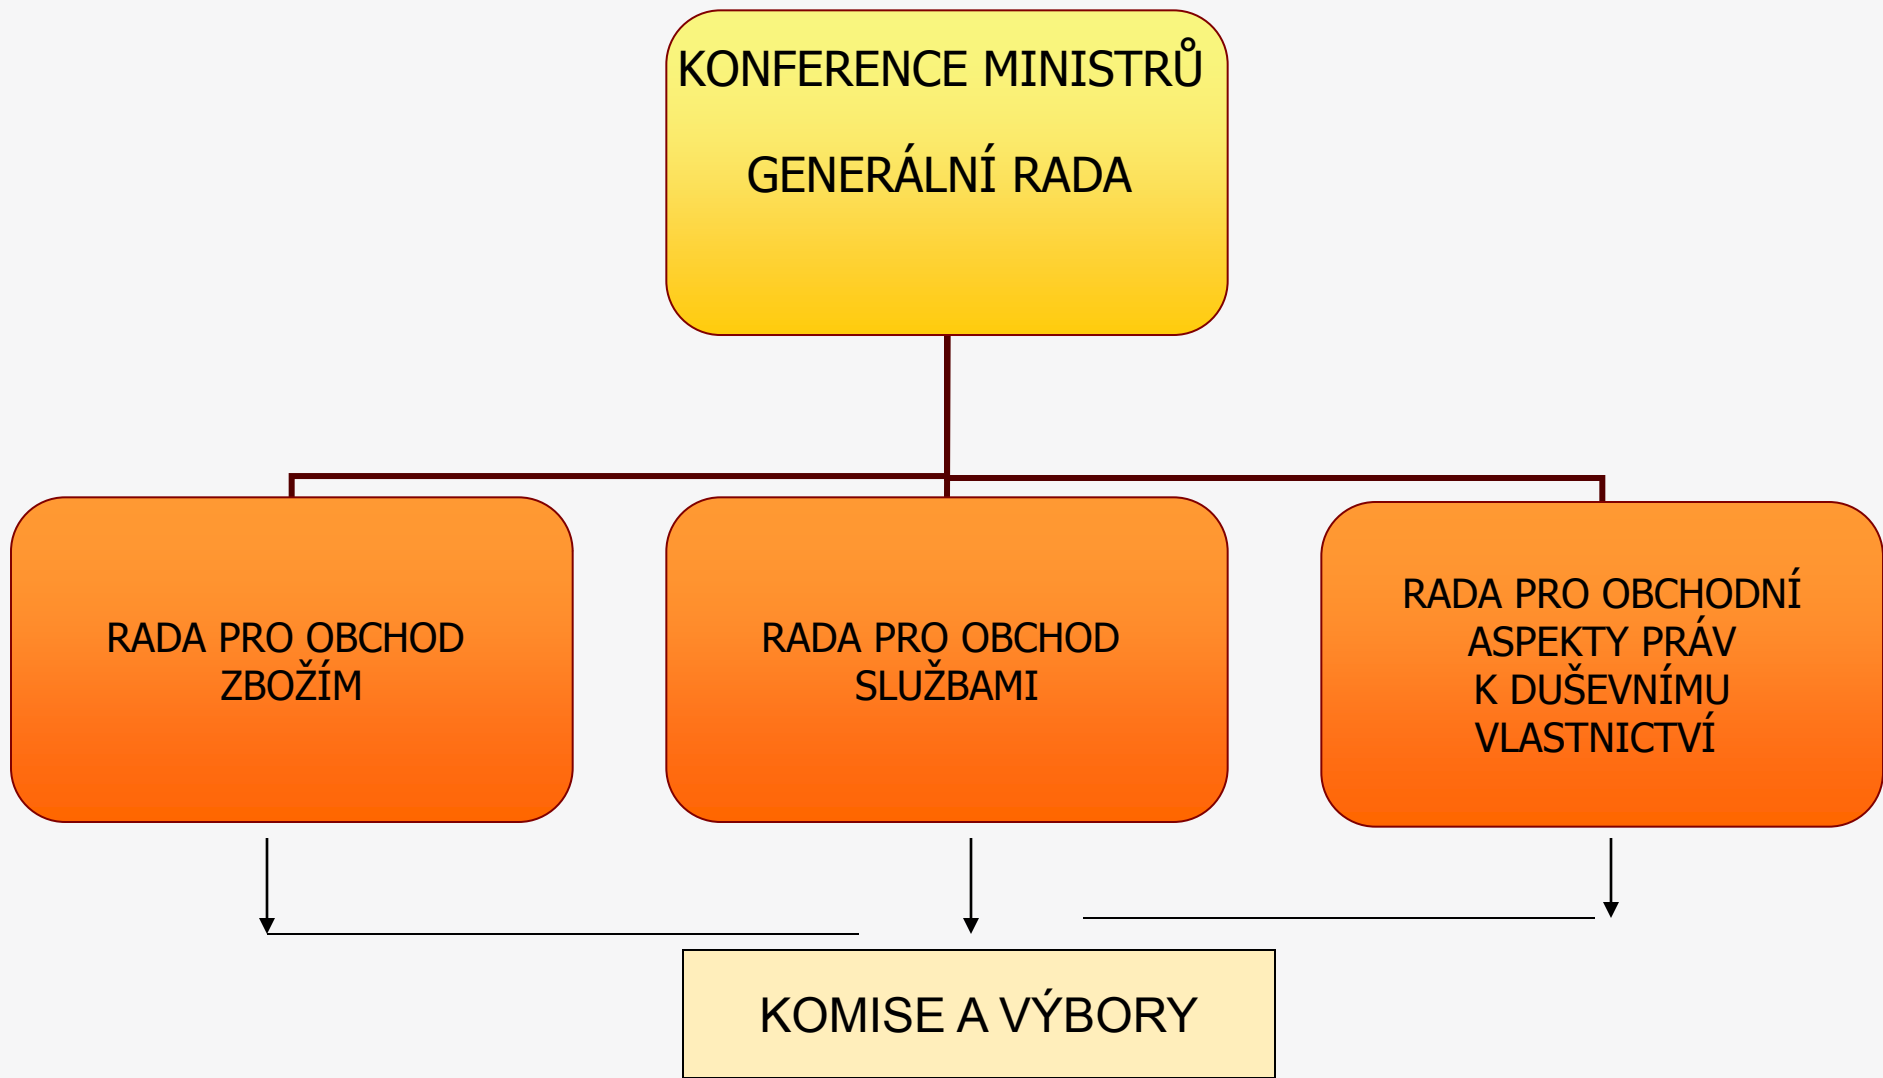 KONFERENCE MINISTRŮ
GENERÁLNÍ RADA
RADA PRO OBCHOD
ZBOŽÍM
RADA PRO OBCHOD
SLUŽBAMI
RADA PRO OBCHODNÍ
ASPEKTY PRÁV
K DUŠEVNÍMU
VLASTNICTVÍ
KOMISE A VÝBORY